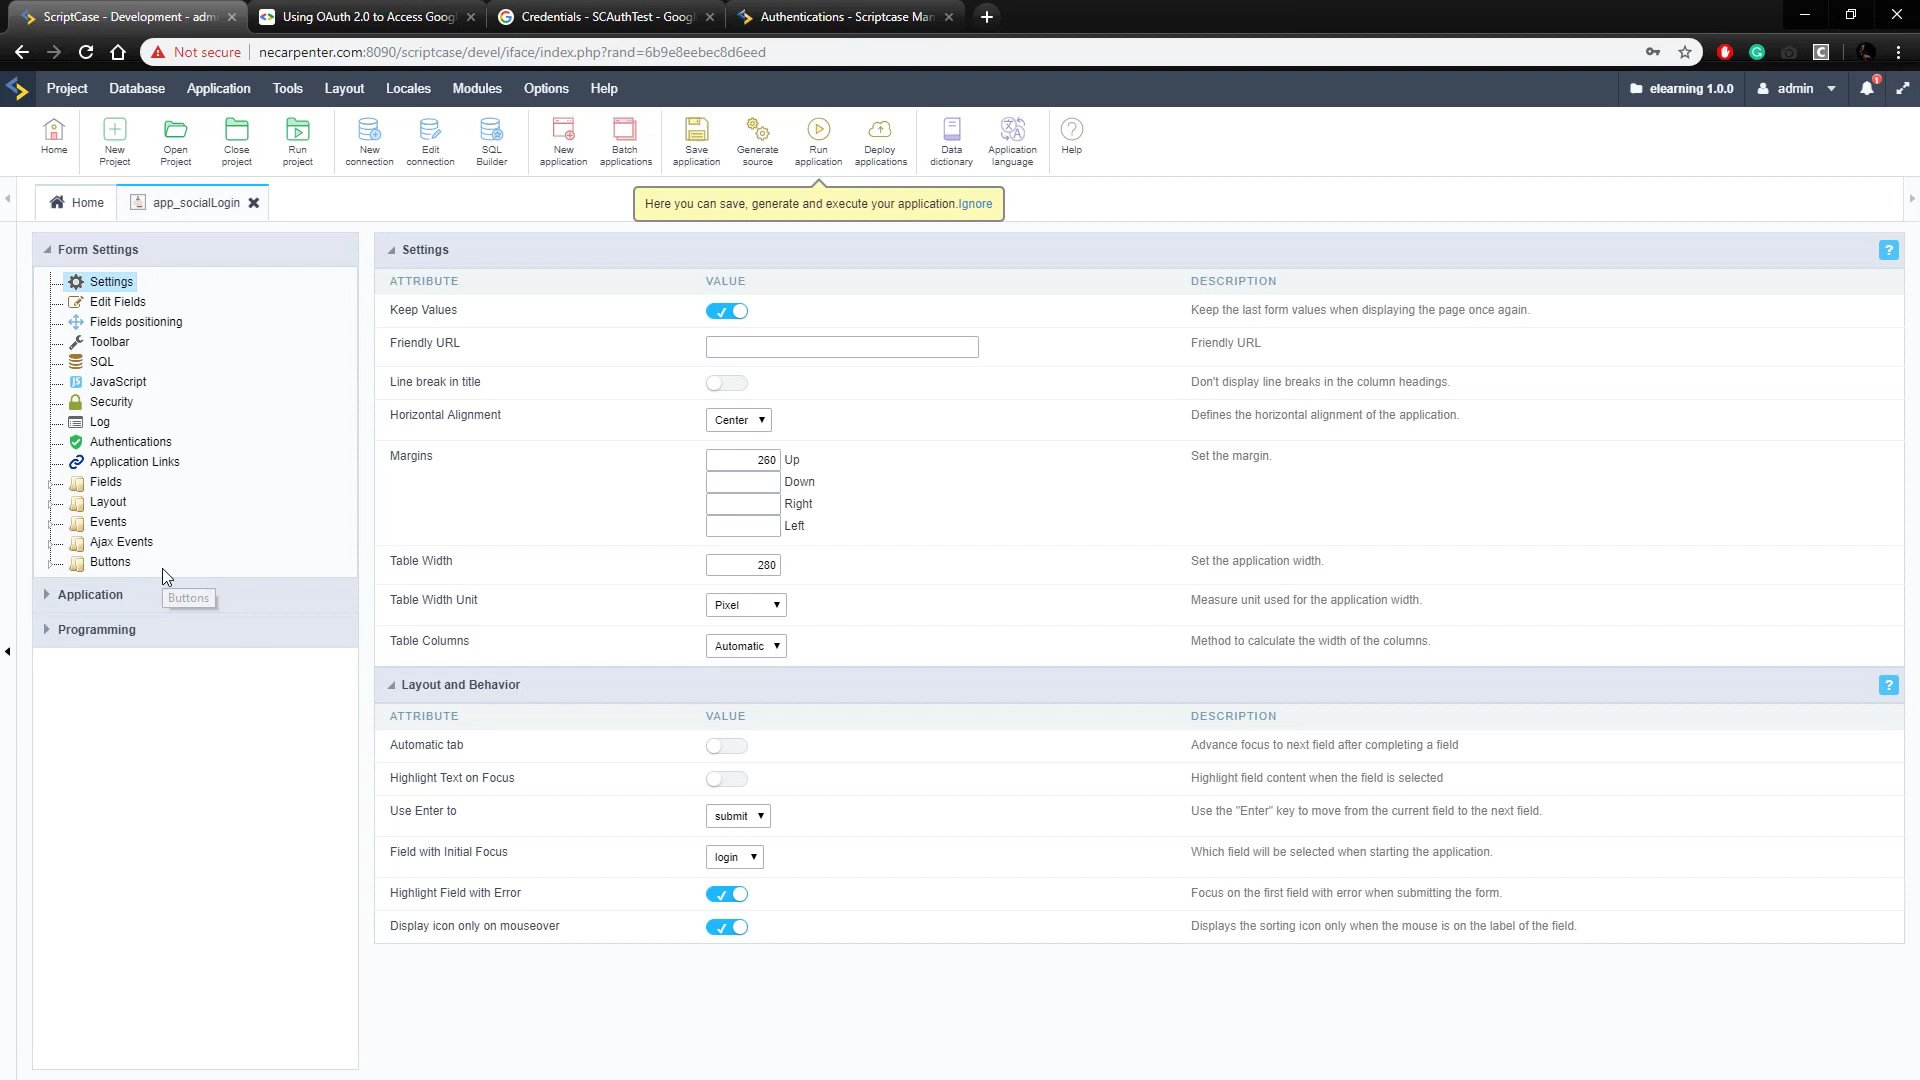 ScriptCase - Development - adm
Using OAuth 2.0 to Access Googl
Credentials - SCAuthTest - Googl
Authentications - Scriptcase Man
Not secure
necarpenter.com:8090/scriptcase/devel/iface/index.php?rand=6b9e8eebec8d6eed
Project
Database
Application
Tools
Layout
Locales
Modules
Options
Help
elearning 1.0.0
admin
1
Home
New
Project
Open
Project
Close
project
Run
project
New
connection
Edit
connection
SQL
Builder
New
application
Batch
applications
Save
application
Generate
source
Run
application
Deploy
applications
Data
dictionary
Application
language
Help
Home
app_socialLogin
Here you can save, generate and execute your application.Ignore
Form Settings
Settings
Edit Fields
Fields positioning
Toolbar
SQL
JS JavaScript
Security
Log
Authentications
Application Links
Fields
Layout
Events
Ajax Events
Buttons
Application
Buttons
Programming
Settings
?
ATTRIBUTE VALUE DESCRIPTION
Keep Values Keep the last form values when displaying the page once again.
Friendly URL Friendly URL
Line break in title Don't display line breaks in the column headings.
Horizontal Alignment Center Defines the horizontal alignment of the application.
Margins 260 Up Set the margin.
Down
Right
Left
Table Width 280 Set the application width.
Table Width Unit Pixel Measure unit used for the application width.
Table Columns Automatic Method to calculate the width of the columns.
Layout and Behavior
?
ATTRIBUTE VALUE DESCRIPTION
Automatic tab Advance focus to next field after completing a field
Highlight Text on Focus Highlight field content when the field is selected
Use Enter to submit Use the "Enter" key to move from the current field to the next field.
Field with Initial Focus login Which field will be selected when starting the application.
Highlight Field with Error Focus on the first field with error when submitting the form.
Display icon only on mouseover Displays the sorting icon only when the mouse is on the label of the field.